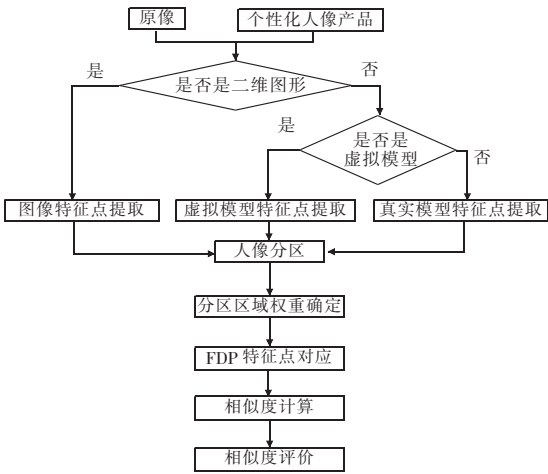 原像
个性化人像产品
是
是否是二维图形
否
是
是否是
虚拟模型
否
图像特征点提取
虚拟模型特征点提取
真实模型特征点提取
人像分区
分区区域权重确定
FDP 特征点对应
相似度计算
相似度评价